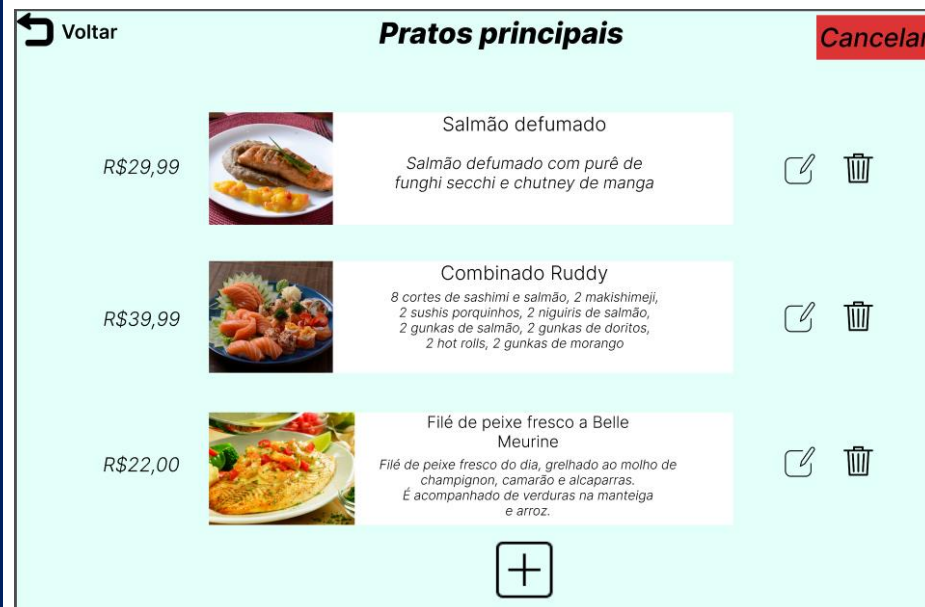 Voltar
Pratos principais
Cancelar
R$29,99
Salmão defumado
Salmão defumado com purê de
funghi secchi e chutney de manga
R$39,99
Combinado Ruddy
8 cortes de sashimi e salmão, 2 makishimeji,
2 sushis porquinhos, 2 niguiris de salmão,
2 gunkas de salmão, 2 gunkas de doritos,
2 hot rolls, 2 gunkas de morango
R$22,00
Filé de peixe fresco a Belle
Meurine
Filé de peixe fresco do dia, grelhado ao molho de
champignon, camarão e alcaparras.
É acompanhado de verduras na manteiga
e arroz.